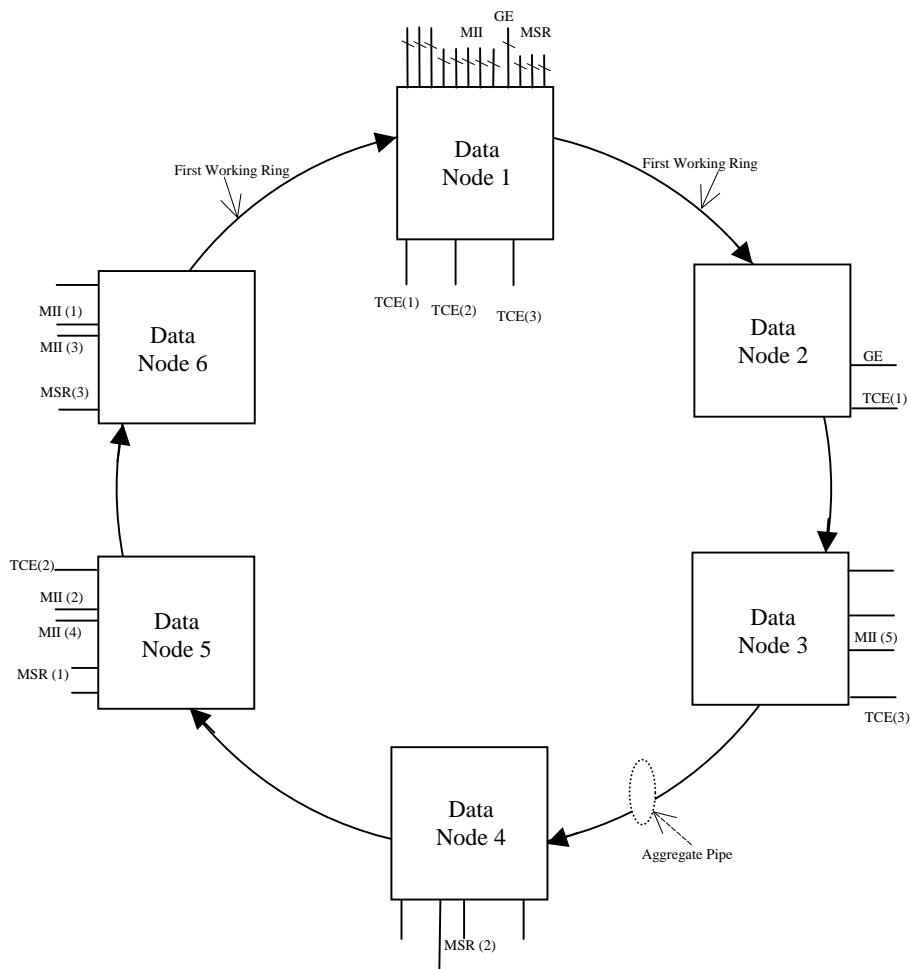 GE
MII
MSR
Data
Node 1
First Working Ring
First Working Ring
TCE(1)
TCE(2)
TCE(3)
Data
Node 6
MII (1)
MII (3)
MSR(3)
Data
Node 2
GE
TCE(1)
TCE(2)
MII (2)
MII (4)
MSR (1)
Data
Node 5
Data
Node 3
MII (5)
TCE(3)
Data
Node 4
MSR (2)
Aggregate Pipe